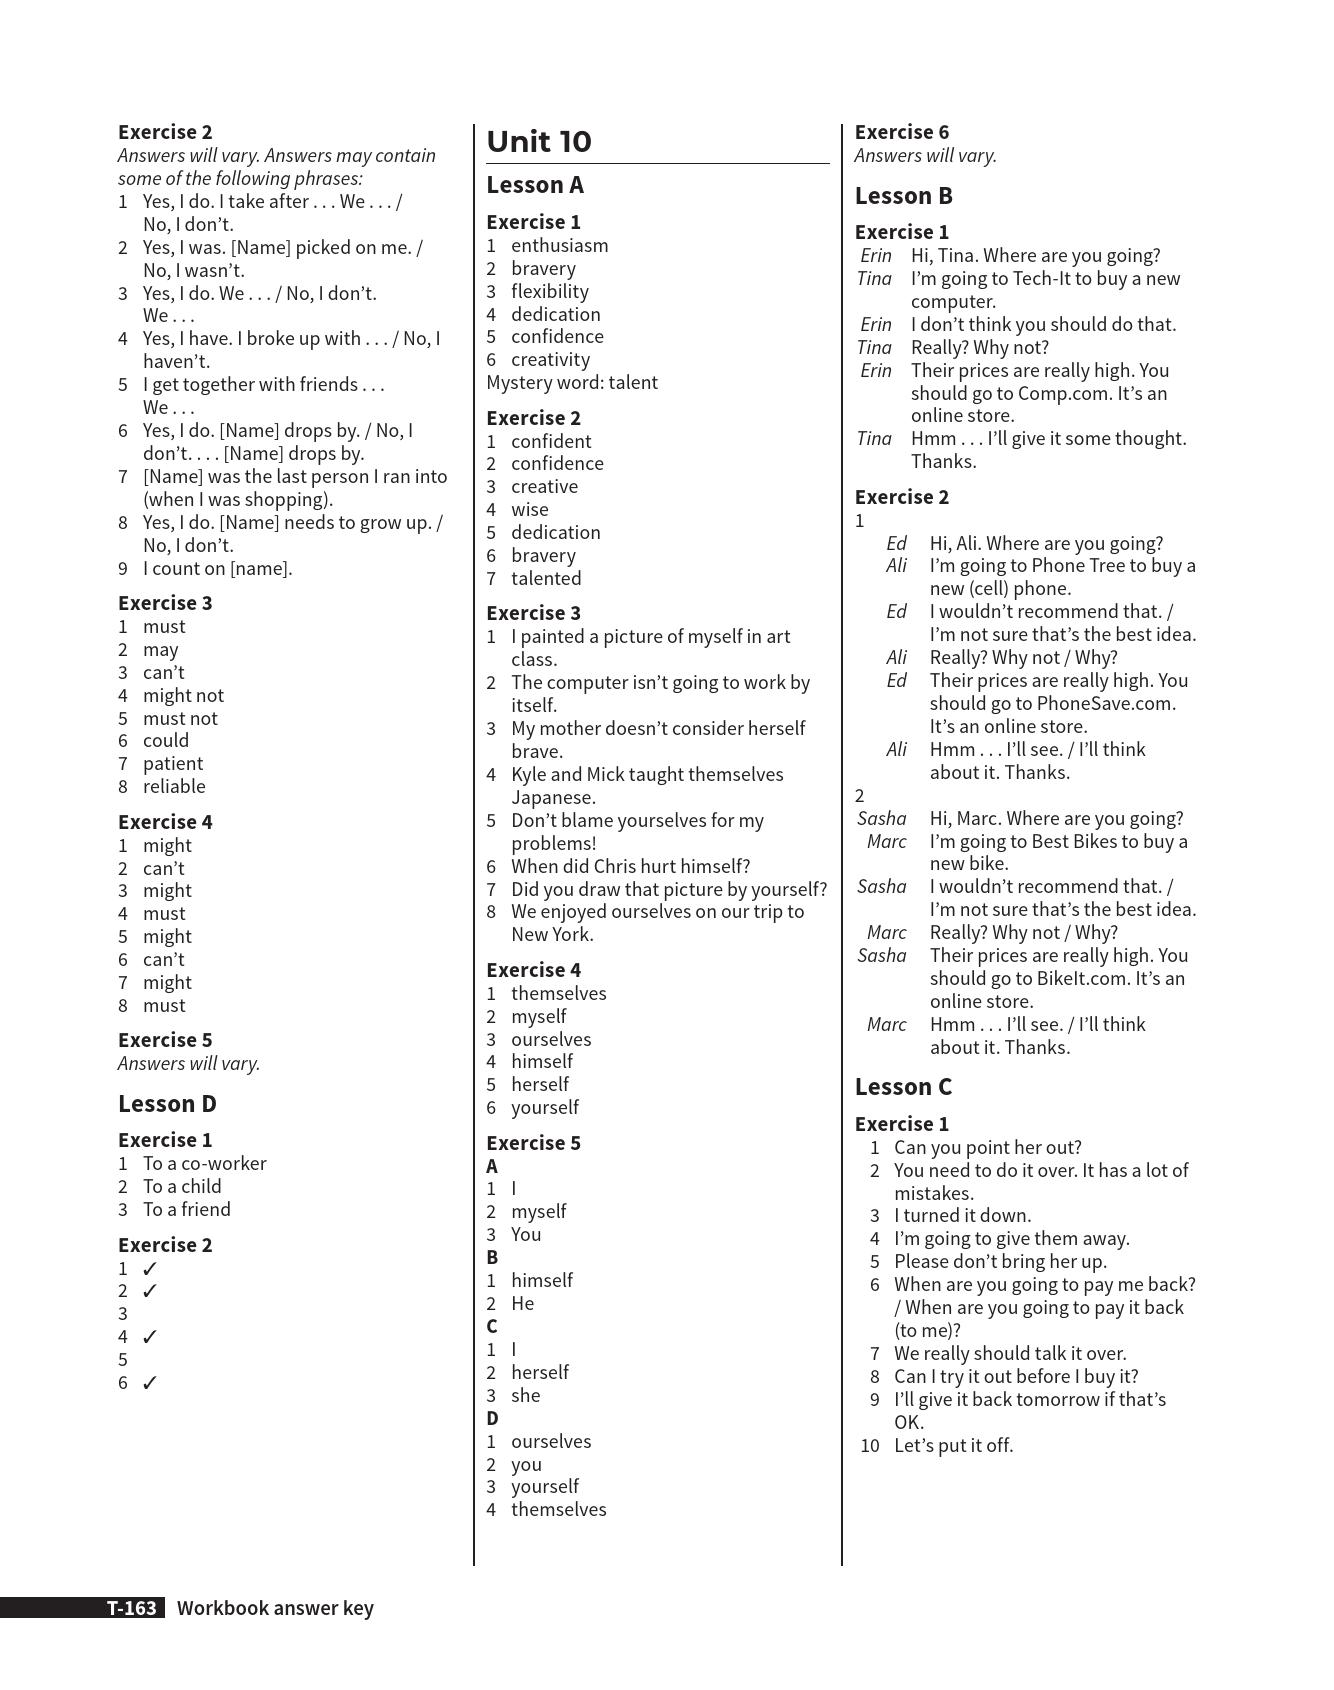 Exercise 2
Answers will vary. Answers may contain
some of the following phrases:
1 Yes, I do. I take after . . . We . . . /
No, I don’t.
2 Yes, I was. [Name] picked on me. /
No, I wasn’t.
3 Yes, I do. We . . . / No, I don’t.
We . . .
4 Yes, I have. I broke up with . . . / No, I
haven’t.
5 I get together with friends . . .
We . . .
6 Yes, I do. [Name] drops by. / No, I
don’t. . . . [Name] drops by.
7 [Name] was the last person I ran into
(when I was shopping).
8 Yes, I do. [Name] needs to grow up. /
No, I don’t.
9 I count on [name].
Exercise 3
1 must
2 may
3 can’t
4 might not
5 must not
6 could
7 patient
8 reliable
Exercise 4
1 might
2 can’t
3 might
4 must
5 might
6 can’t
7 might
8 must
Exercise 5
Answers will vary.
Lesson D
Exercise 1
1 To a co-worker
2 To a child
3 To a friend
Exercise 2
1 ✓
2 ✓
3
4 ✓
5
6 ✓
Unit 10
Lesson A
Exercise 1
1 enthusiasm
2 bravery
3 flexibility
4 dedication
5 confidence
6 creativity
Mystery word: talent
Exercise 2
1 confident
2 confidence
3 creative
4 wise
5 dedication
6 bravery
7 talented
Exercise 3
1 I painted a picture of myself in art
class.
2 The computer isn’t going to work by
itself.
3 My mother doesn’t consider herself
brave.
4 Kyle and Mick taught themselves
Japanese.
5 Don’t blame yourselves for my
problems!
6 When did Chris hurt himself?
7 Did you draw that picture by yourself?
8 We enjoyed ourselves on our trip to
New York.
Exercise 4
1 themselves
2 myself
3 ourselves
4 himself
5 herself
6 yourself
Exercise 5
A
1 I
2 myself
3 You
B
1 himself
2 He
C
1 I
2 herself
3 she
D
1 ourselves
2 you
3 yourself
4 themselves
Exercise 6
Answers will vary.
Lesson B
Exercise 1
Erin Hi, Tina. Where are you going?
Tina I’m going to Tech-It to buy a new
computer.
Erin I don’t think you should do that.
Tina Really? Why not?
Erin Their prices are really high. You
should go to Comp.com. It’s an
online store.
Tina Hmm . . . I’ll give it some thought.
Thanks.
Exercise 2
1
Ed Hi, Ali. Where are you going?
Ali I’m going to Phone Tree to buy a
new (cell) phone.
Ed I wouldn’t recommend that. /
I’m not sure that’s the best idea.
Ali Really? Why not / Why?
Ed Their prices are really high. You
should go to PhoneSave.com.
It’s an online store.
Ali Hmm . . . I’ll see. / I’ll think
about it. Thanks.
2
Sasha Hi, Marc. Where are you going?
Marc I’m going to Best Bikes to buy a
new bike.
Sasha I wouldn’t recommend that. /
I’m not sure that’s the best idea.
Marc Really? Why not / Why?
Sasha Their prices are really high. You
should go to BikeIt.com. It’s an
online store.
Marc Hmm . . . I’ll see. / I’ll think
about it. Thanks.
Lesson C
Exercise 1
1 Can you point her out?
2 You need to do it over. It has a lot of
mistakes.
3 I turned it down.
4 I’m going to give them away.
5 Please don’t bring her up.
6 When are you going to pay me back?
/ When are you going to pay it back
(to me)?
7 We really should talk it over.
8 Can I try it out before I buy it?
9 I’ll give it back tomorrow if that’s
OK.
10 Let’s put it off.
T-163 Workbook answer key